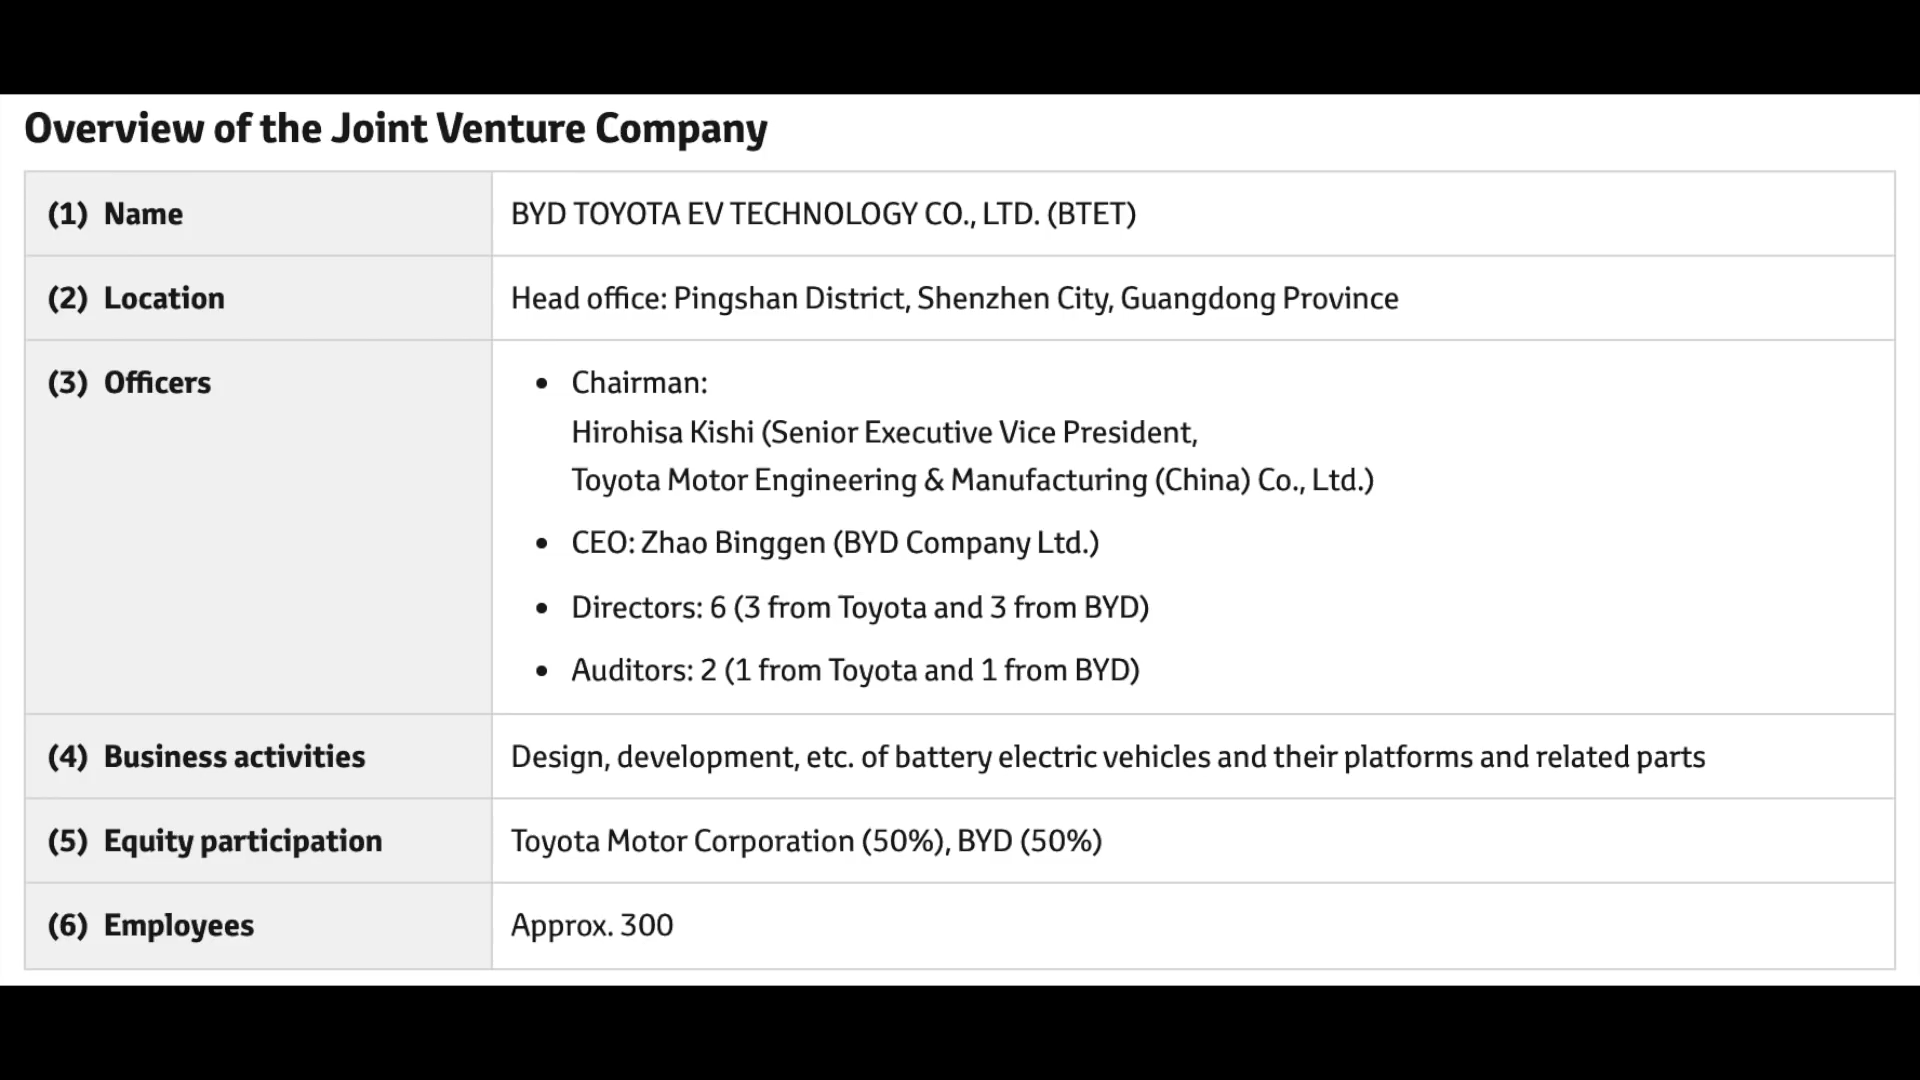 Overview of the Joint Venture Company
(1) Name
BYD TOYOTA EV TECHNOLOGY CO., LTD. (BTET)
(2) Location
Head office: Pingshan District, Shenzhen City, Guangdong Province
(3) Officers
• Chairman:
Hirohisa Kishi (Senior Executive Vice President,
Toyota Motor Engineering & Manufacturing (China) Co., Ltd.)
• CEO: Zhao Binggen (BYD Company Ltd.)
• Directors: 6 (3 from Toyota and 3 from BYD)
• Auditors: 2 (1 from Toyota and 1 from BYD)
(4) Business activities
Design, development, etc. of battery electric vehicles and their platforms and related parts
(5) Equity participation
Toyota Motor Corporation (50%), BYD (50%)
(6) Employees
Approx. 300